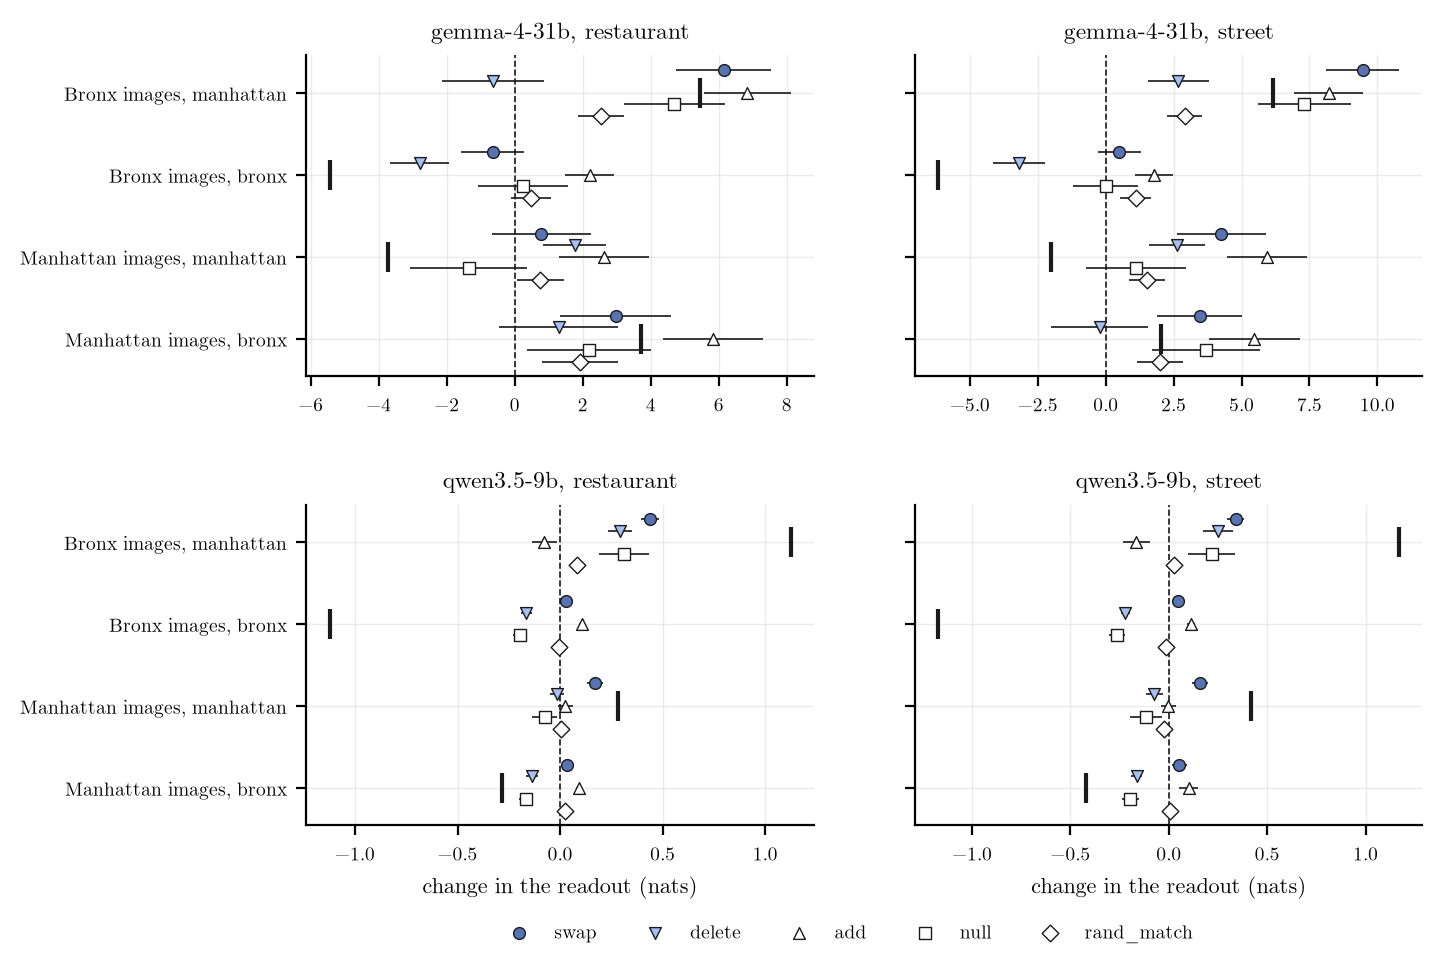 gemma-4-31b, restaurant
gemma-4-31b, street
Bronx images, manhattan
Bronx images, bronx
Manhattan images, manhattan
Manhattan images, bronx
−6 −4 −2 0 2 4 6 8
−5.0 −2.5 0.0 2.5 5.0 7.5 10.0
qwen3.5-9b, restaurant
qwen3.5-9b, street
Bronx images, manhattan
Bronx images, bronx
Manhattan images, manhattan
Manhattan images, bronx
−1.0 −0.5 0.0 0.5 1.0
−1.0 −0.5 0.0 0.5 1.0
change in the readout (nats)
change in the readout (nats)
swap delete add null rand_match